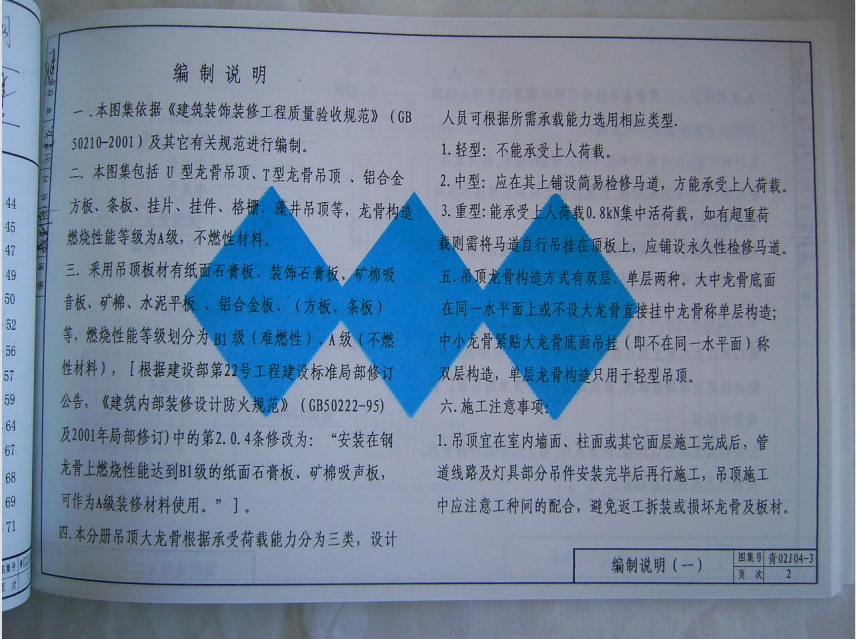 44
45
47
49
50
52
56
57
59
64
67
68
69
71
图集号
页 次
编制说明
一.本图集依据《建筑装饰装修工程质量验收规范》(GB
50210-2001)及其它有关规范进行编制。
二. 本图集包括 U 型龙骨吊顶、T型龙骨吊顶 、铝合金
方板、条板、挂片、挂件、格栅、藻井吊顶等, 龙骨构造
燃烧性能等级为A级, 不燃性材料。
三. 采用吊顶板材有纸面石膏板、装饰石膏板、矿棉吸
音板、矿棉、水泥平板 、铝合金板、(方板、条板)
等, 燃烧性能等级划分为 B1 级 (难燃性)、A 级 (不燃
性材料), [根据建设部第22号工程建设标准局部修订
公告, 《建筑内部装修设计防火规范》 (GB50222-95)
及2001年局部修订)中的第2.0.4条修改为: “安装在钢
龙骨上燃烧性能达到B1级的纸面石膏板、矿棉吸声板,
可作为A级装修材料使用。”]。
四.本分册吊顶大龙骨根据承受荷载能力分为三类, 设计
人员可根据所需承载能力选用相应类型.
1.轻型: 不能承受上人荷载。
2.中型: 应在其上铺设简易检修马道, 方能承受上人荷载。
3.重型:能承受上人荷载0.8kN集中活荷载, 如有超重荷
载则需将马道自行吊挂在顶板上, 应铺设永久性检修马道。
五.吊顶龙骨构造方式有双层、单层两种。大中龙骨底面
在同一水平面上或不设大龙骨直接挂中龙骨称单层构造;
中小龙骨紧贴大龙骨底面吊挂 (即不在同一水平面) 称
双层构造, 单层龙骨构造只用于轻型吊顶.
六.施工注意事项:
1.吊顶宜在室内墙面、柱面或其它面层施工完成后, 管
道线路及灯具部分吊件安装完毕后再行施工, 吊顶施工
中应注意工种间的配合, 避免返工拆装或损坏龙骨及板材。
编制说明(一)
图集号 青02J04-3
页 次 2